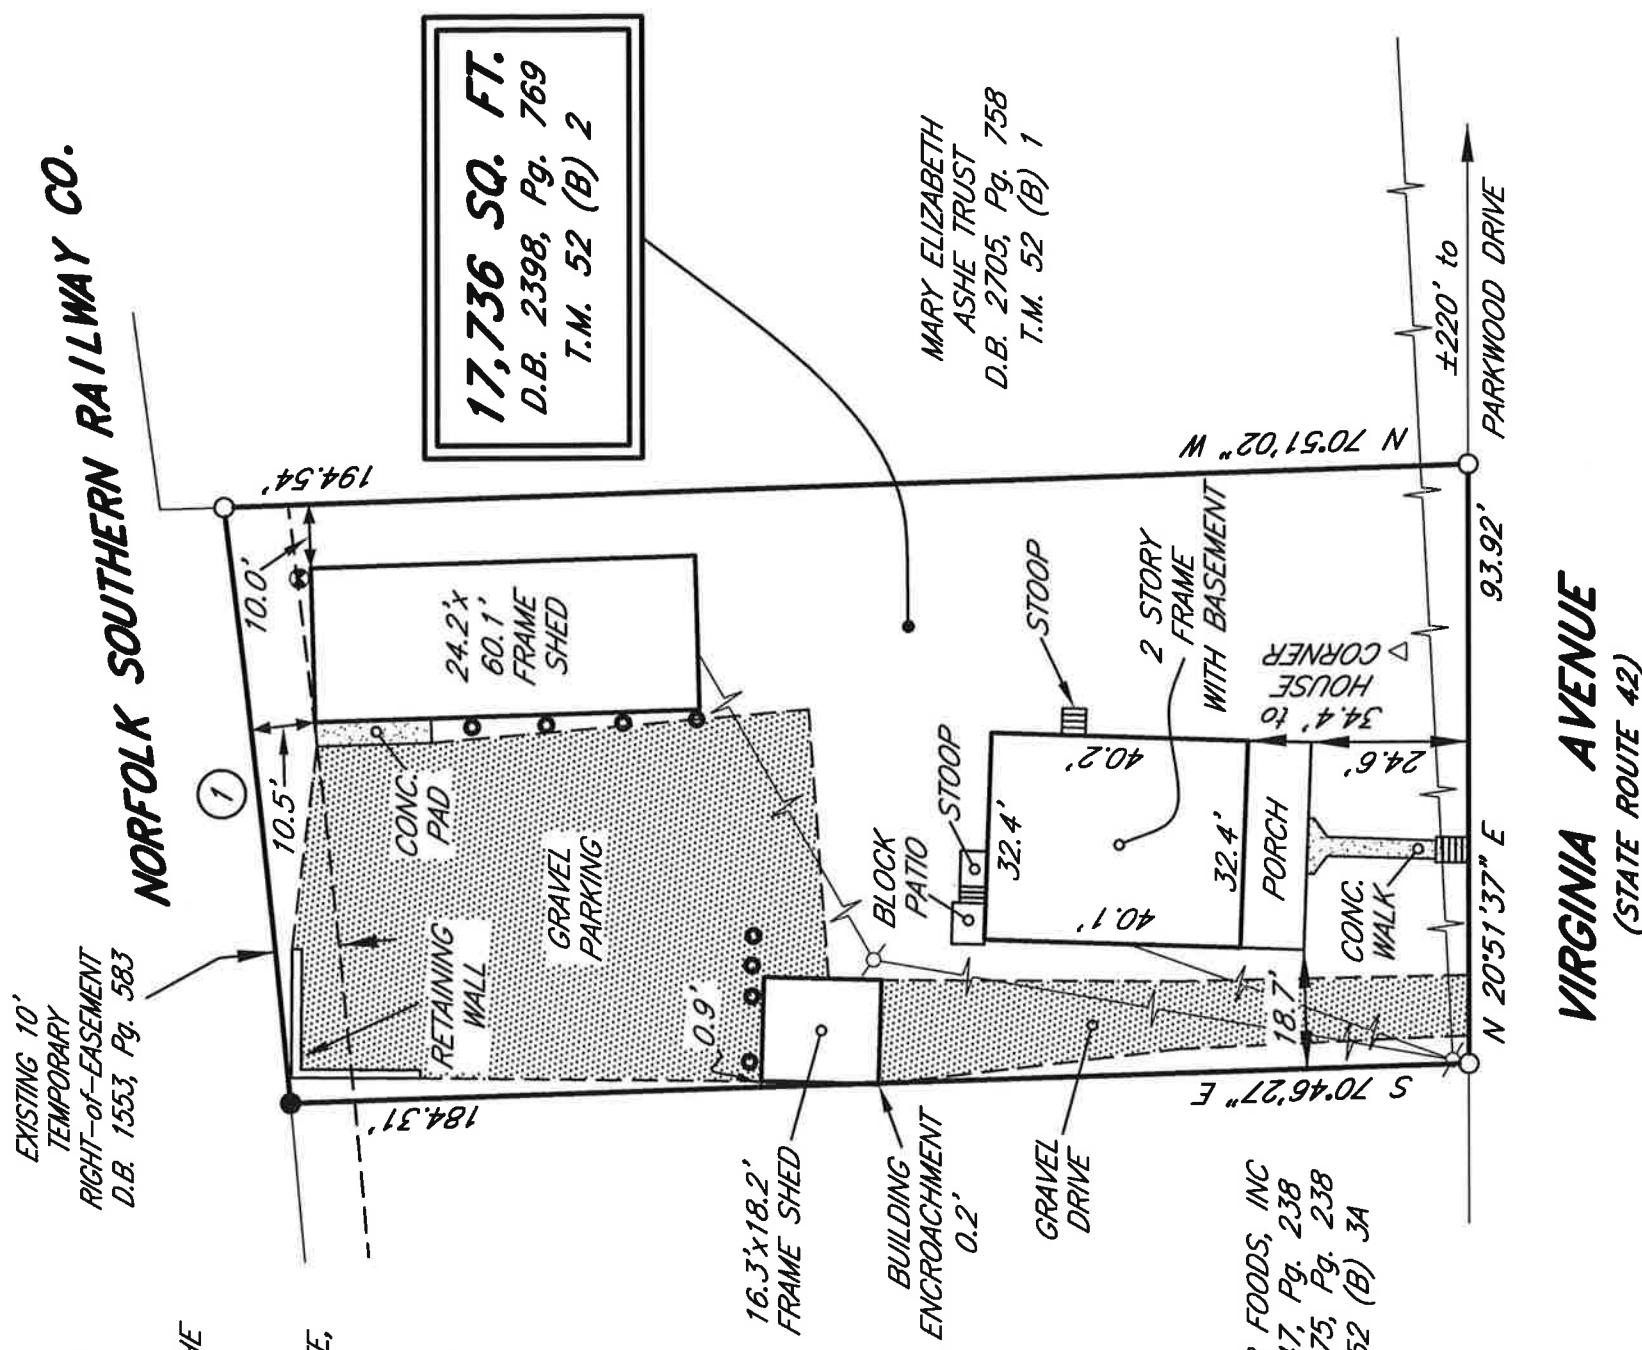 EXISTING 10'
TEMPORARY
RIGHT-of-EASEMENT
D.B. 1553, Pg. 583
NORFOLK SOUTHERN RAILWAY CO.
17,736 SQ. FT.
D.B. 2398, Pg. 769
T.M. 52 (B) 2
MARY ELIZABETH
ASHE TRUST
D.B. 2705, Pg. 758
T.M. 52 (B) 1
1
194.54'
N 70°51'02" W
10.0'
10.5'
24.2'x
60.1'
FRAME
SHED
CONC.
PAD
GRAVEL
PARKING
RETAINING
WALL
184.31'
S 70°46'27" E
0.9'
16.3'x18.2'
FRAME SHED
BUILDING
ENCROACHMENT
0.2'
GRAVEL
DRIVE
BLOCK
PATIO
STOOP
STOOP
2 STORY
FRAME
WITH BASEMENT
32.4'
40.2'
40.1'
32.4'
PORCH
34.4' to
HOUSE
CORNER
24.6'
18.7'
CONC.
WALK
N 20°51'37" E
93.92'
±220' to
PARKWOOD DRIVE
VIRGINIA AVENUE
(STATE ROUTE 42)
FOODS, INC
Pg. 238
75, Pg. 238
52 (B) 3A